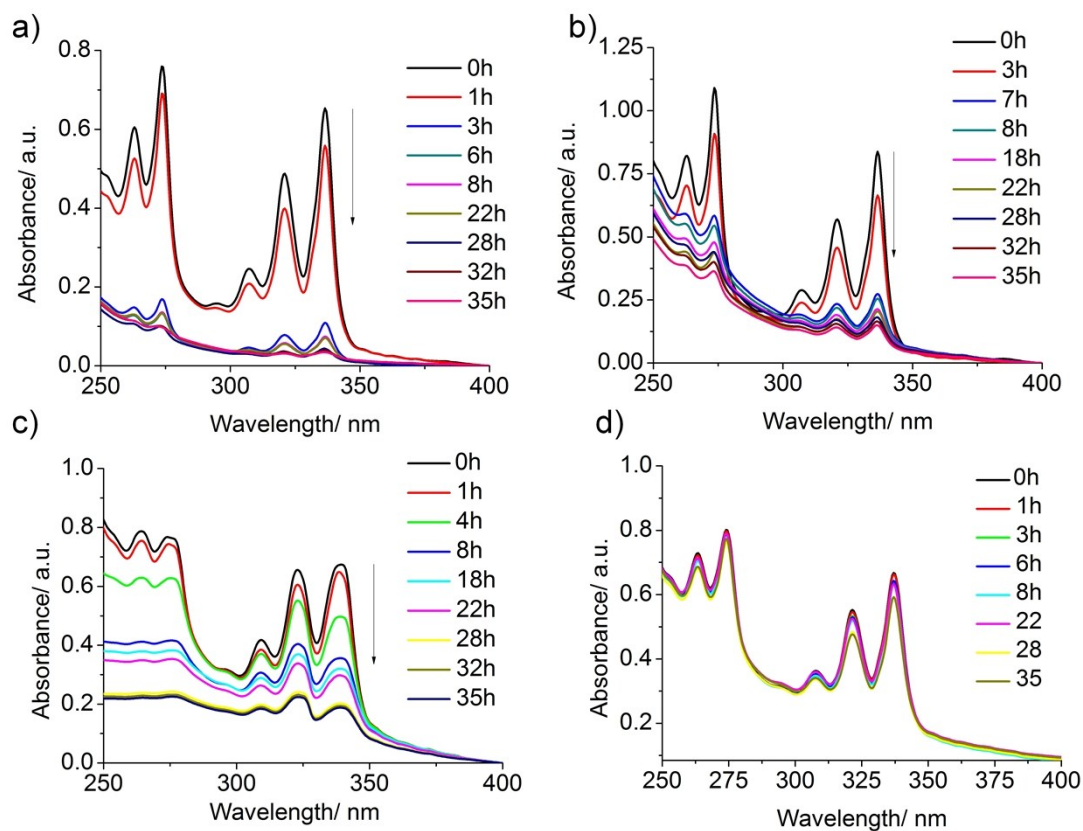 a)
0.8
0.6
0.4
0.2
0.0
Absorbance/ a.u.
250 300 350 400
Wavelength/ nm
0h
1h
3h
6h
8h
22h
28h
32h
35h
b)
1.25
1.00
0.75
0.50
0.25
0.00
Absorbance/ a.u.
250 300 350 400
Wavelength/ nm
0h
3h
7h
8h
18h
22h
28h
32h
35h
c)
1.0
0.8
0.6
0.4
0.2
0.0
Absorbance/ a.u.
250 300 350 400
Wavelength/ nm
0h
1h
4h
8h
18h
22h
28h
32h
35h
d)
1.0
0.8
0.6
0.4
0.2
Absorbance/ a.u.
250 275 300 325 350 375 400
Wavelength/ nm
0h
1h
3h
6h
8h
22
28
35